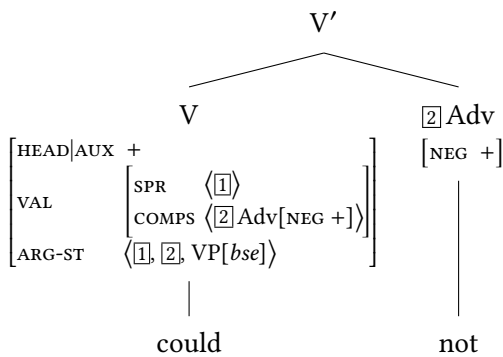 V′
V
[2] Adv
[HEAD|AUX +
VAL [SPR ⟨[1]⟩
COMPS ⟨[2] Adv[NEG +]⟩]
ARG-ST ⟨[1], [2], VP[bse]⟩]
[NEG +]
could
not